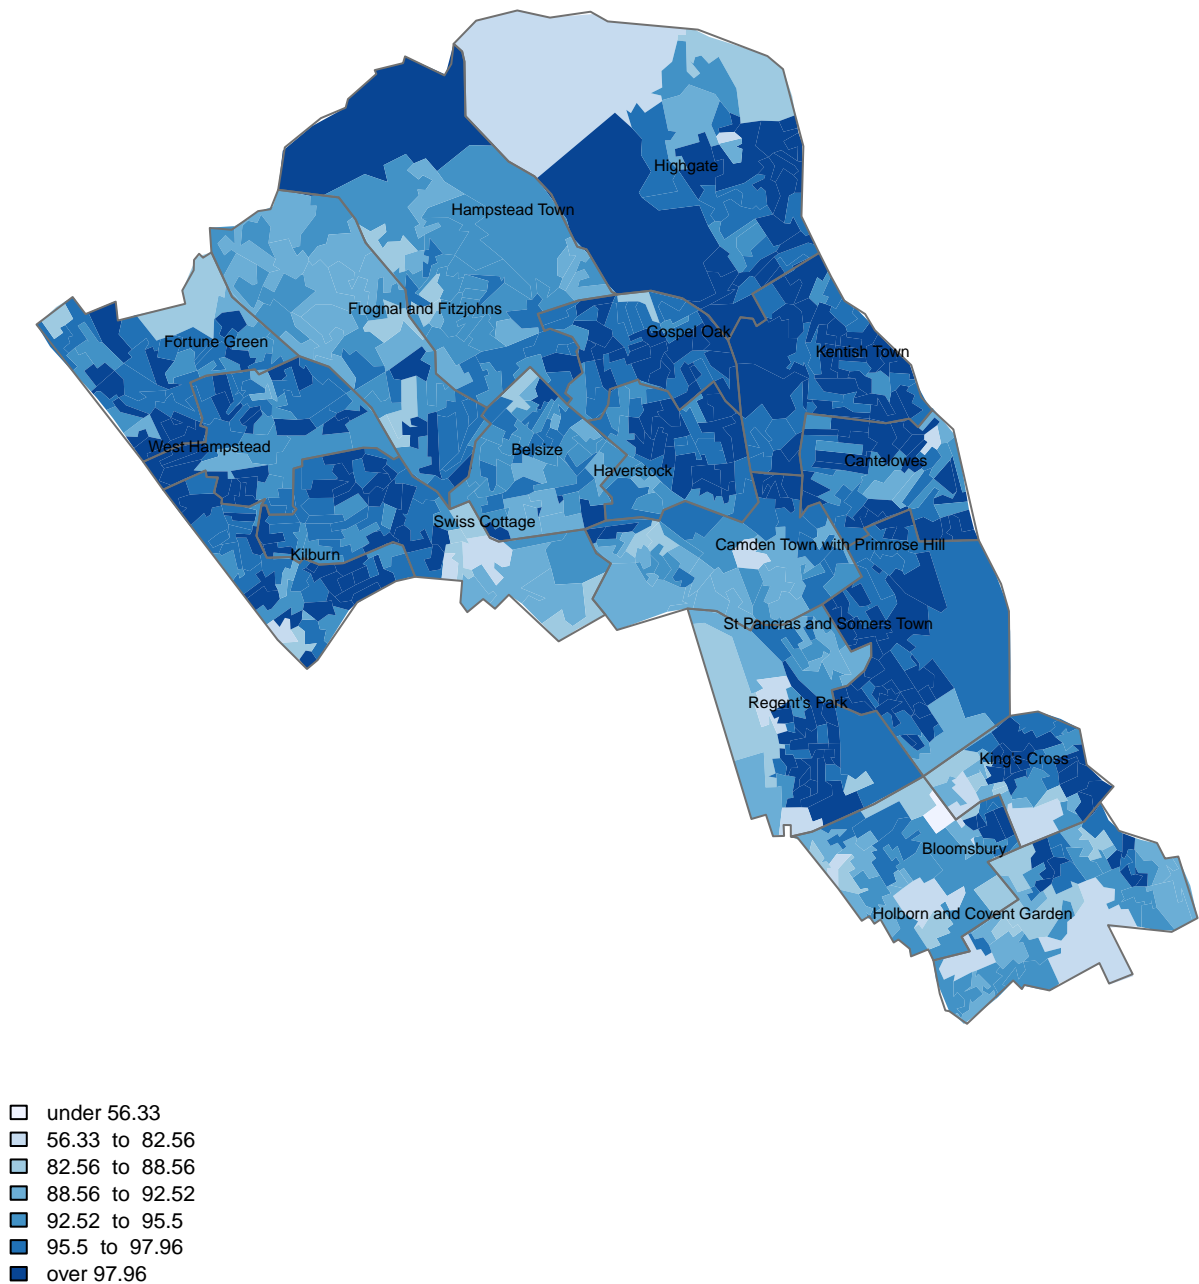 Highgate
Hampstead Town
Frognal and Fitzjohns
Gospel Oak
Fortune Green
Kentish Town
West Hampstead
Belsize
Cantelowes
Haverstock
Swiss Cottage
Camden Town with Primrose Hill
Kilburn
St Pancras and Somers Town
Regent's Park
King's Cross
Bloomsbury
Holborn and Covent Garden
under 56.33
56.33 to 82.56
82.56 to 88.56
88.56 to 92.52
92.52 to 95.5
95.5 to 97.96
over 97.96